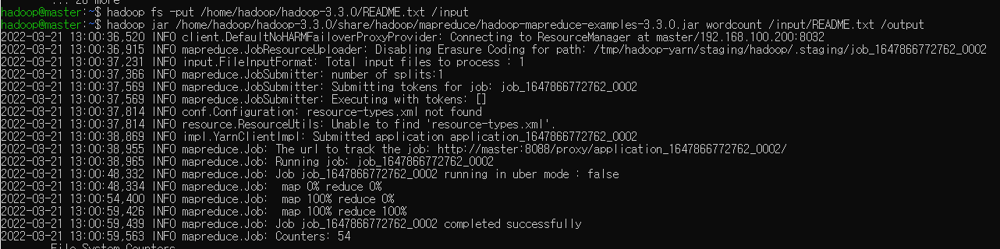 ... 20 more
hadoop@master:~$ hadoop fs -put /home/hadoop/hadoop-3.3.0/README.txt /input
hadoop@master:~$ hadoop jar /home/hadoop/hadoop-3.3.0/share/hadoop/mapreduce/hadoop-mapreduce-examples-3.3.0.jar wordcount /input/README.txt /output
2022-03-21 13:00:36,520 INFO client.DefaultNoHARMFailoverProxyProvider: Connecting to ResourceManager at master/192.168.100.200:8032
2022-03-21 13:00:36,915 INFO mapreduce.JobResourceUploader: Disabling Erasure Coding for path: /tmp/hadoop-yarn/staging/hadoop/.staging/job_1647866772762_0002
2022-03-21 13:00:37,231 INFO input.FileInputFormat: Total input files to process : 1
2022-03-21 13:00:37,366 INFO mapreduce.JobSubmitter: number of splits:1
2022-03-21 13:00:37,569 INFO mapreduce.JobSubmitter: Submitting tokens for job: job_1647866772762_0002
2022-03-21 13:00:37,569 INFO mapreduce.JobSubmitter: Executing with tokens: []
2022-03-21 13:00:37,814 INFO conf.Configuration: resource-types.xml not found
2022-03-21 13:00:37,814 INFO resource.ResourceUtils: Unable to find 'resource-types.xml'.
2022-03-21 13:00:38,869 INFO impl.YarnClientImpl: Submitted application application_1647866772762_0002
2022-03-21 13:00:38,955 INFO mapreduce.Job: The url to track the job: http://master:8088/proxy/application_1647866772762_0002/
2022-03-21 13:00:38,965 INFO mapreduce.Job: Running job: job_1647866772762_0002
2022-03-21 13:00:48,332 INFO mapreduce.Job: Job job_1647866772762_0002 running in uber mode : false
2022-03-21 13:00:48,334 INFO mapreduce.Job:  map 0% reduce 0%
2022-03-21 13:00:54,400 INFO mapreduce.Job:  map 100% reduce 0%
2022-03-21 13:00:59,426 INFO mapreduce.Job:  map 100% reduce 100%
2022-03-21 13:00:59,439 INFO mapreduce.Job: Job job_1647866772762_0002 completed successfully
2022-03-21 13:00:59,563 INFO mapreduce.Job: Counters: 54
File System Counters